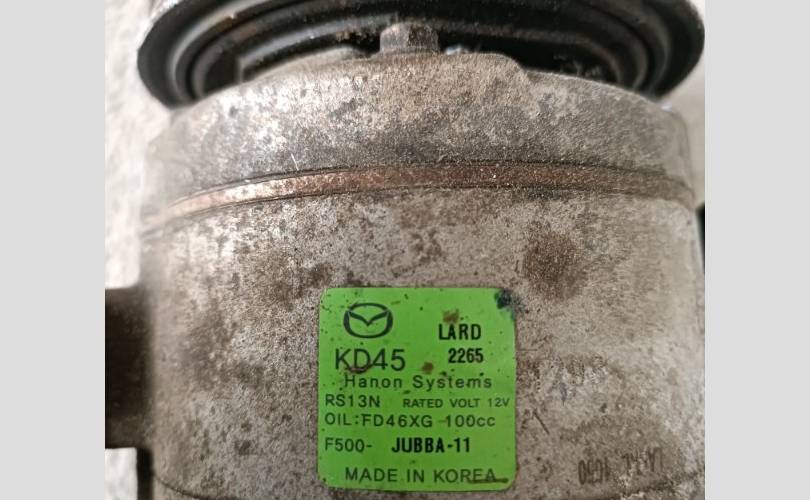 LARD
KD45 2265
Hanon Systems
RS13N RATED VOLT 12V
OIL:FD46XG 100cc
F500- JUBBA-11
MADE IN KOREA